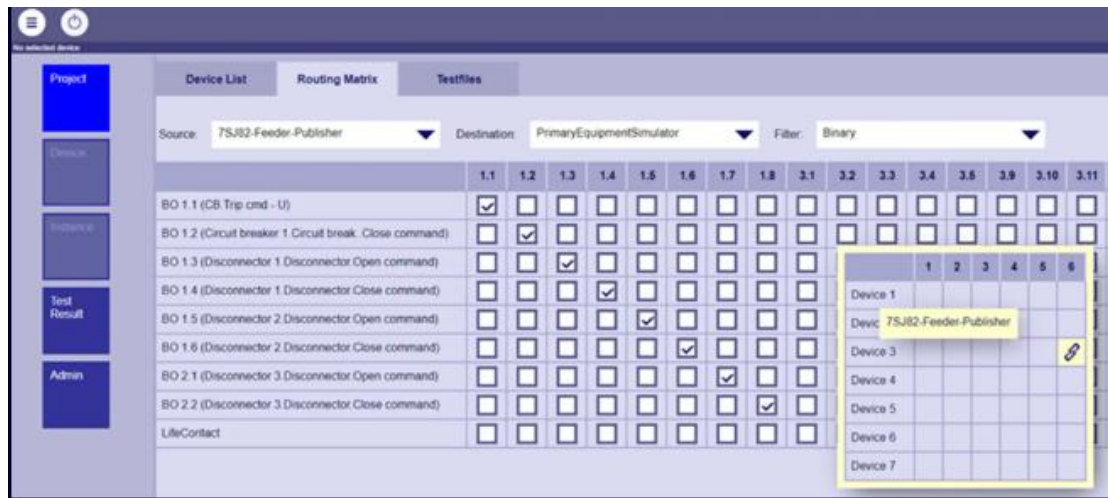 No selected device
Project
Device
Instance
Test
Result
Admin
Device List Routing Matrix Testfiles
Source: 7SJ82-Feeder-Publisher Destination: PrimaryEquipmentSimulator Filter: Binary
1.1 1.2 1.3 1.4 1.5 1.6 1.7 1.8 3.1 3.2 3.3 3.4 3.5 3.9 3.10 3.11
BO 1.1 (CB.Trip cmd - U)
BO 1.2 (Circuit breaker 1.Circuit break. Close command)
BO 1.3 (Disconnector 1.Disconnector.Open command)
BO 1.4 (Disconnector 1.Disconnector.Close command)
BO 1.5 (Disconnector 2.Disconnector.Open command)
BO 1.6 (Disconnector 2.Disconnector.Close command)
BO 2.1 (Disconnector 3.Disconnector.Open command)
BO 2.2 (Disconnector 3.Disconnector.Close command)
LifeContact
1 2 3 4 5 6
Device 1
Devic 7SJ82-Feeder-Publisher
Device 3
Device 4
Device 5
Device 6
Device 7